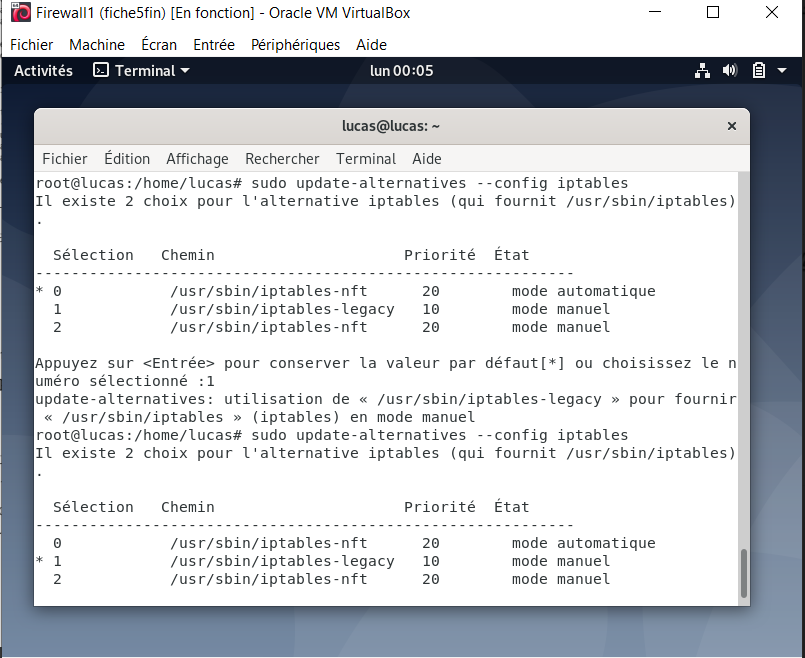 Firewall1 (fiche5fin) [En fonction] - Oracle VM VirtualBox
Fichier Machine Écran Entrée Périphériques Aide
Activités Terminal lun 00:05
lucas@lucas: ~
Fichier Édition Affichage Rechercher Terminal Aide
root@lucas:/home/lucas# sudo update-alternatives --config iptables
Il existe 2 choix pour l'alternative iptables (qui fournit /usr/sbin/iptables)
.
Sélection Chemin Priorité État
------------------------------------------------------------
* 0 /usr/sbin/iptables-nft 20 mode automatique
1 /usr/sbin/iptables-legacy 10 mode manuel
2 /usr/sbin/iptables-nft 20 mode manuel
Appuyez sur <Entrée> pour conserver la valeur par défaut[*] ou choisissez le n
uméro sélectionné :1
update-alternatives: utilisation de « /usr/sbin/iptables-legacy » pour fournir
« /usr/sbin/iptables » (iptables) en mode manuel
root@lucas:/home/lucas# sudo update-alternatives --config iptables
Il existe 2 choix pour l'alternative iptables (qui fournit /usr/sbin/iptables)
.
Sélection Chemin Priorité État
------------------------------------------------------------
0 /usr/sbin/iptables-nft 20 mode automatique
* 1 /usr/sbin/iptables-legacy 10 mode manuel
2 /usr/sbin/iptables-nft 20 mode manuel